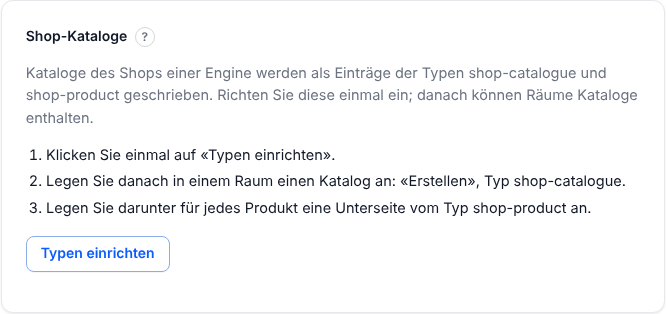 Shop-Kataloge ?
Kataloge des Shops einer Engine werden als Einträge der Typen shop-catalogue und
shop-product geschrieben. Richten Sie diese einmal ein; danach können Räume Kataloge
enthalten.
1. Klicken Sie einmal auf «Typen einrichten».
2. Legen Sie danach in einem Raum einen Katalog an: «Erstellen», Typ shop-catalogue.
3. Legen Sie darunter für jedes Produkt eine Unterseite vom Typ shop-product an.
Typen einrichten